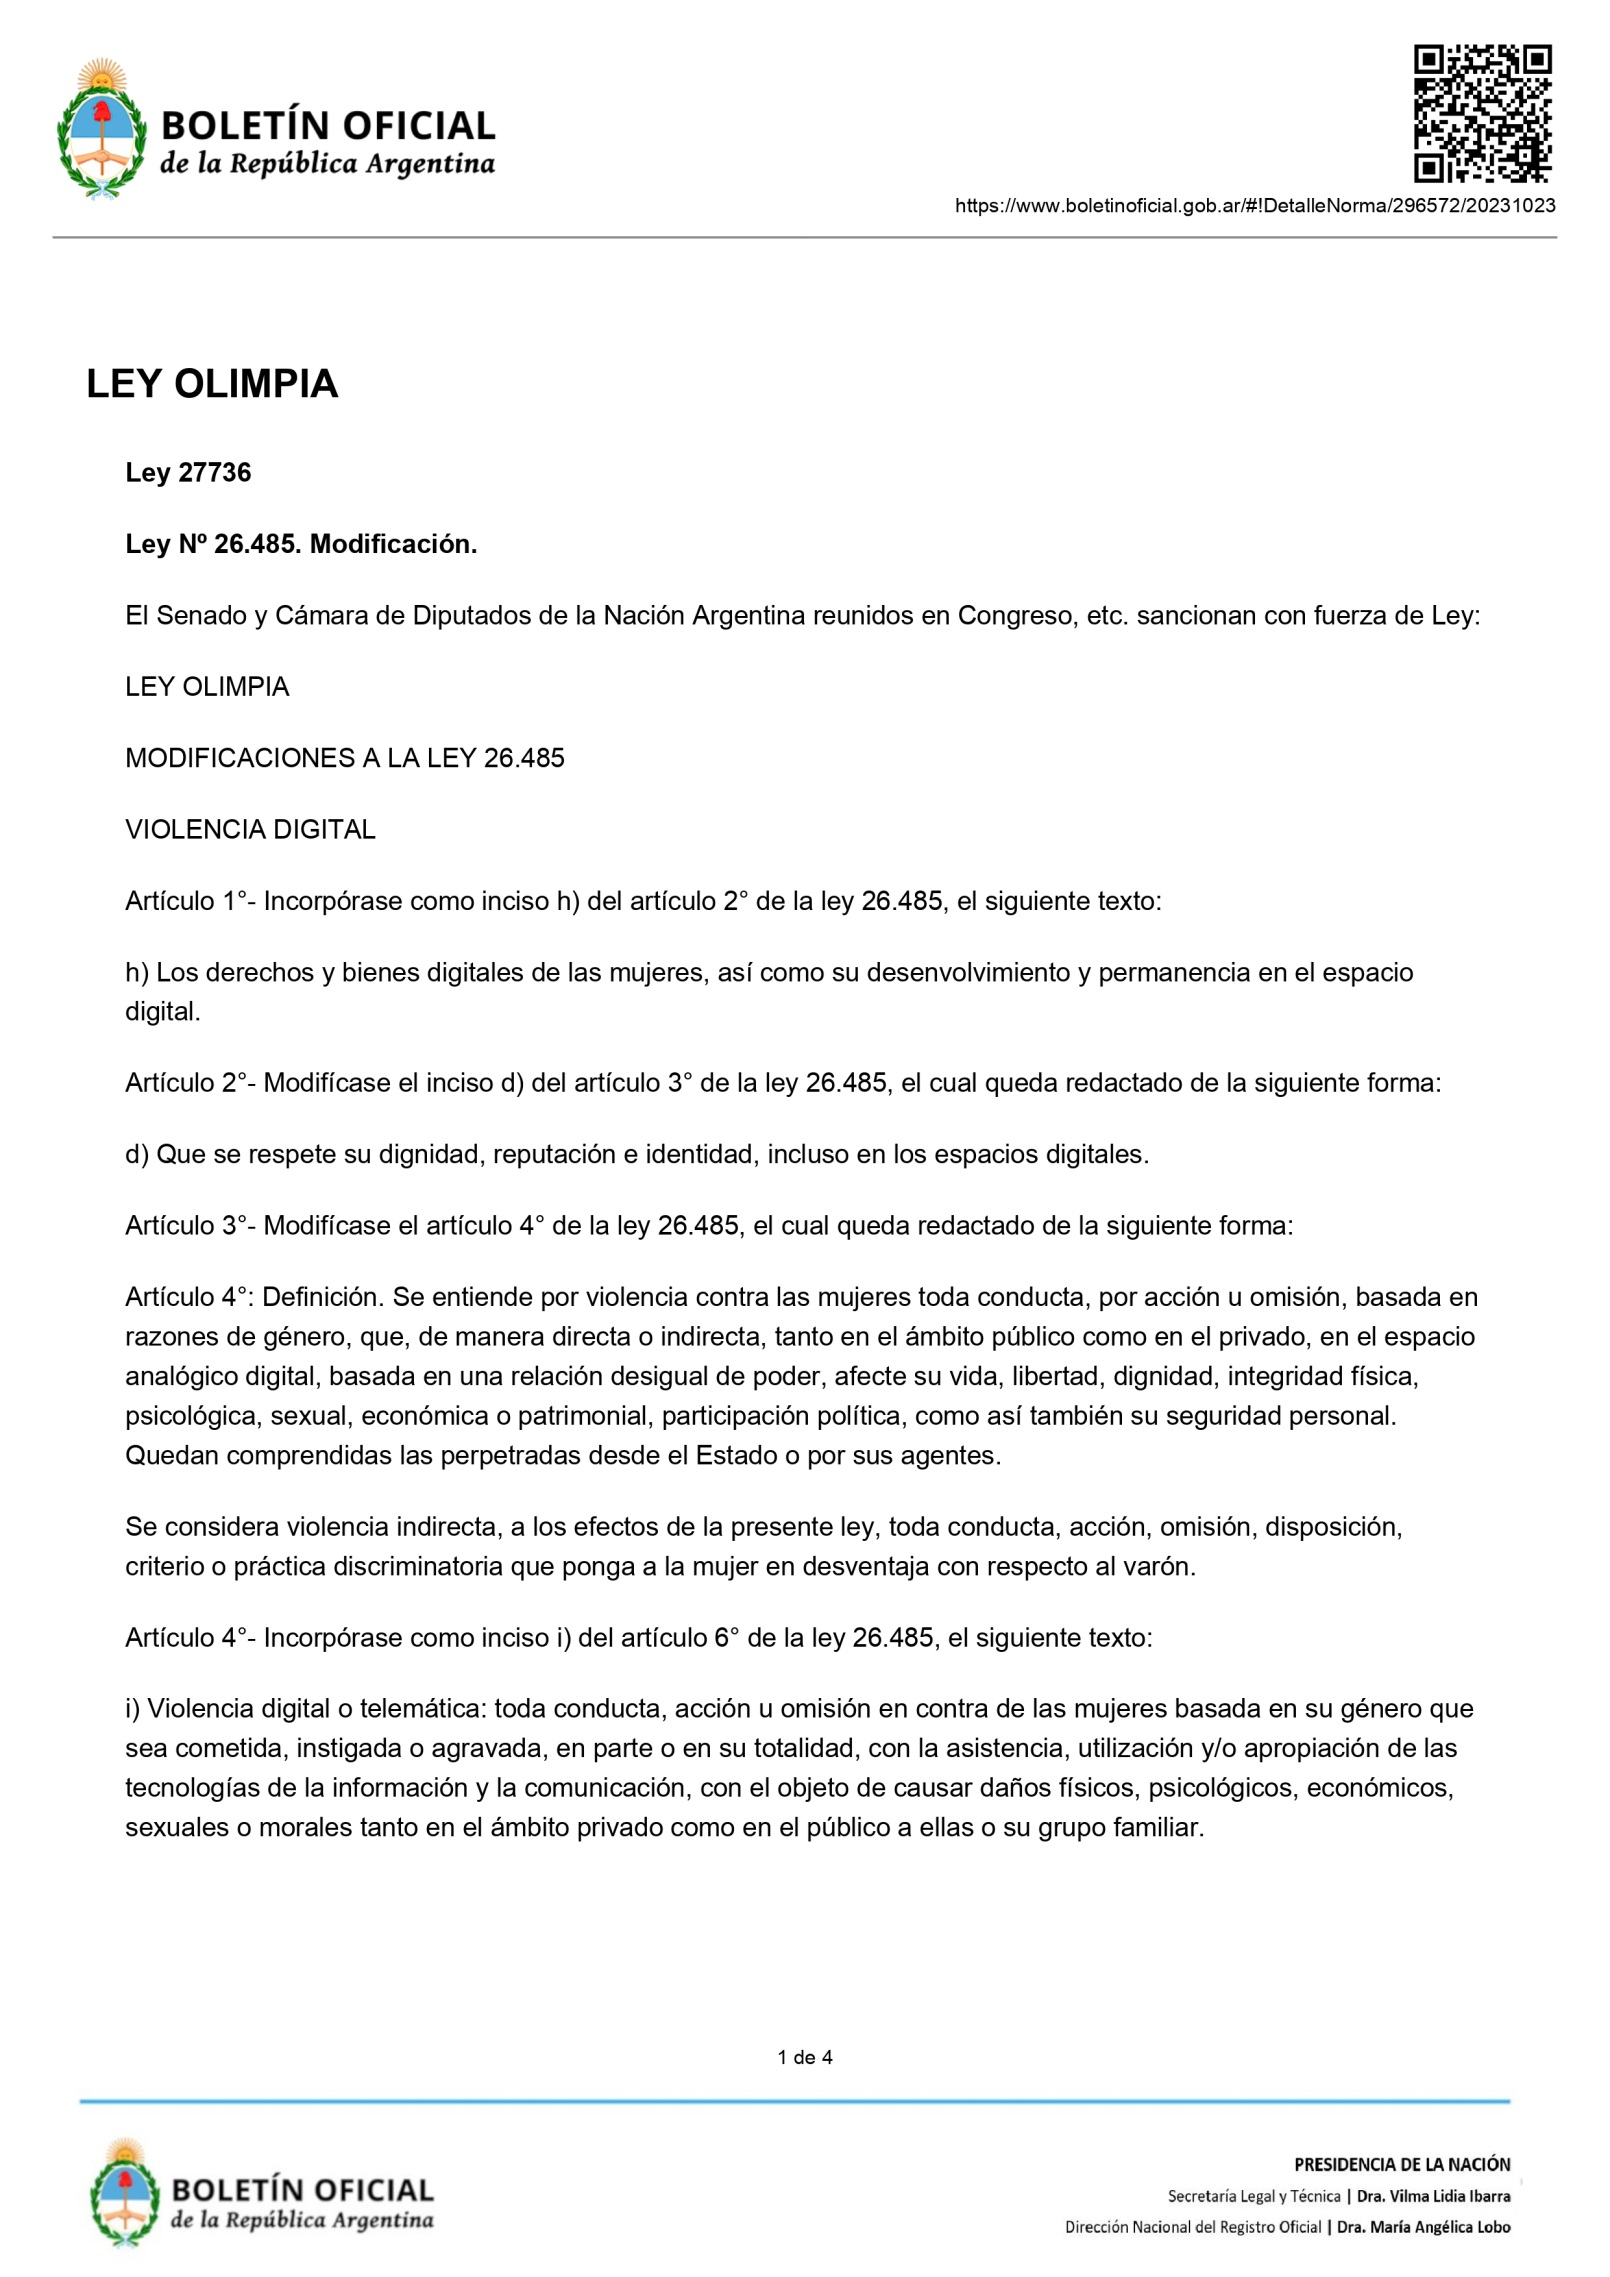 BOLETÍN OFICIAL
de la República Argentina
https://www.boletinoficial.gob.ar/#!DetalleNorma/296572/20231023
LEY OLIMPIA
Ley 27736
Ley Nº 26.485. Modificación.
El Senado y Cámara de Diputados de la Nación Argentina reunidos en Congreso, etc. sancionan con fuerza de Ley:
LEY OLIMPIA
MODIFICACIONES A LA LEY 26.485
VIOLENCIA DIGITAL
Artículo 1°- Incorpórase como inciso h) del artículo 2° de la ley 26.485, el siguiente texto:
h) Los derechos y bienes digitales de las mujeres, así como su desenvolvimiento y permanencia en el espacio
digital.
Artículo 2°- Modifícase el inciso d) del artículo 3° de la ley 26.485, el cual queda redactado de la siguiente forma:
d) Que se respete su dignidad, reputación e identidad, incluso en los espacios digitales.
Artículo 3°- Modifícase el artículo 4° de la ley 26.485, el cual queda redactado de la siguiente forma:
Artículo 4°: Definición. Se entiende por violencia contra las mujeres toda conducta, por acción u omisión, basada en
razones de género, que, de manera directa o indirecta, tanto en el ámbito público como en el privado, en el espacio
analógico digital, basada en una relación desigual de poder, afecte su vida, libertad, dignidad, integridad física,
psicológica, sexual, económica o patrimonial, participación política, como así también su seguridad personal.
Quedan comprendidas las perpetradas desde el Estado o por sus agentes.
Se considera violencia indirecta, a los efectos de la presente ley, toda conducta, acción, omisión, disposición,
criterio o práctica discriminatoria que ponga a la mujer en desventaja con respecto al varón.
Artículo 4°- Incorpórase como inciso i) del artículo 6° de la ley 26.485, el siguiente texto:
i) Violencia digital o telemática: toda conducta, acción u omisión en contra de las mujeres basada en su género que
sea cometida, instigada o agravada, en parte o en su totalidad, con la asistencia, utilización y/o apropiación de las
tecnologías de la información y la comunicación, con el objeto de causar daños físicos, psicológicos, económicos,
sexuales o morales tanto en el ámbito privado como en el público a ellas o su grupo familiar.
1 de 4
BOLETÍN OFICIAL
de la República Argentina
PRESIDENCIA DE LA NACIÓN
Secretaría Legal y Técnica | Dra. Vilma Lidia Ibarra
Dirección Nacional del Registro Oficial | Dra. María Angélica Lobo